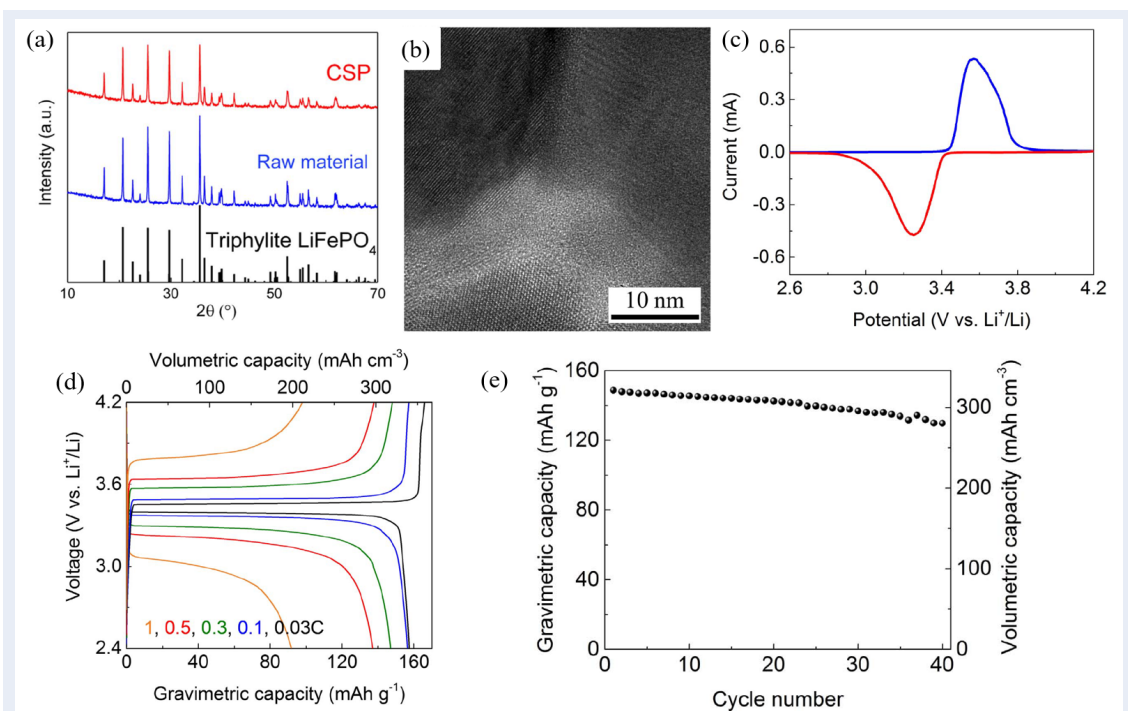 (a)
CSP
Raw material
Triphylite LiFePO₄
Intensity (a.u.)
10 30 50 70
2θ (°)
(b)
10 nm
(c)
Current (mA)
0.6
0.3
0.0
-0.3
-0.6
2.6 3.0 3.4 3.8 4.2
Potential (V vs. Li⁺/Li)
(d)
Volumetric capacity (mAh cm⁻³)
0 100 200 300
Voltage (V vs. Li⁺/Li)
4.2
3.6
3.0
2.4
1, 0.5, 0.3, 0.1, 0.03C
0 40 80 120 160
Gravimetric capacity (mAh g⁻¹)
(e)
Gravimetric capacity (mAh g⁻¹)
160
120
80
40
0
Volumetric capacity (mAh cm⁻³)
300
200
100
0
0 10 20 30 40
Cycle number